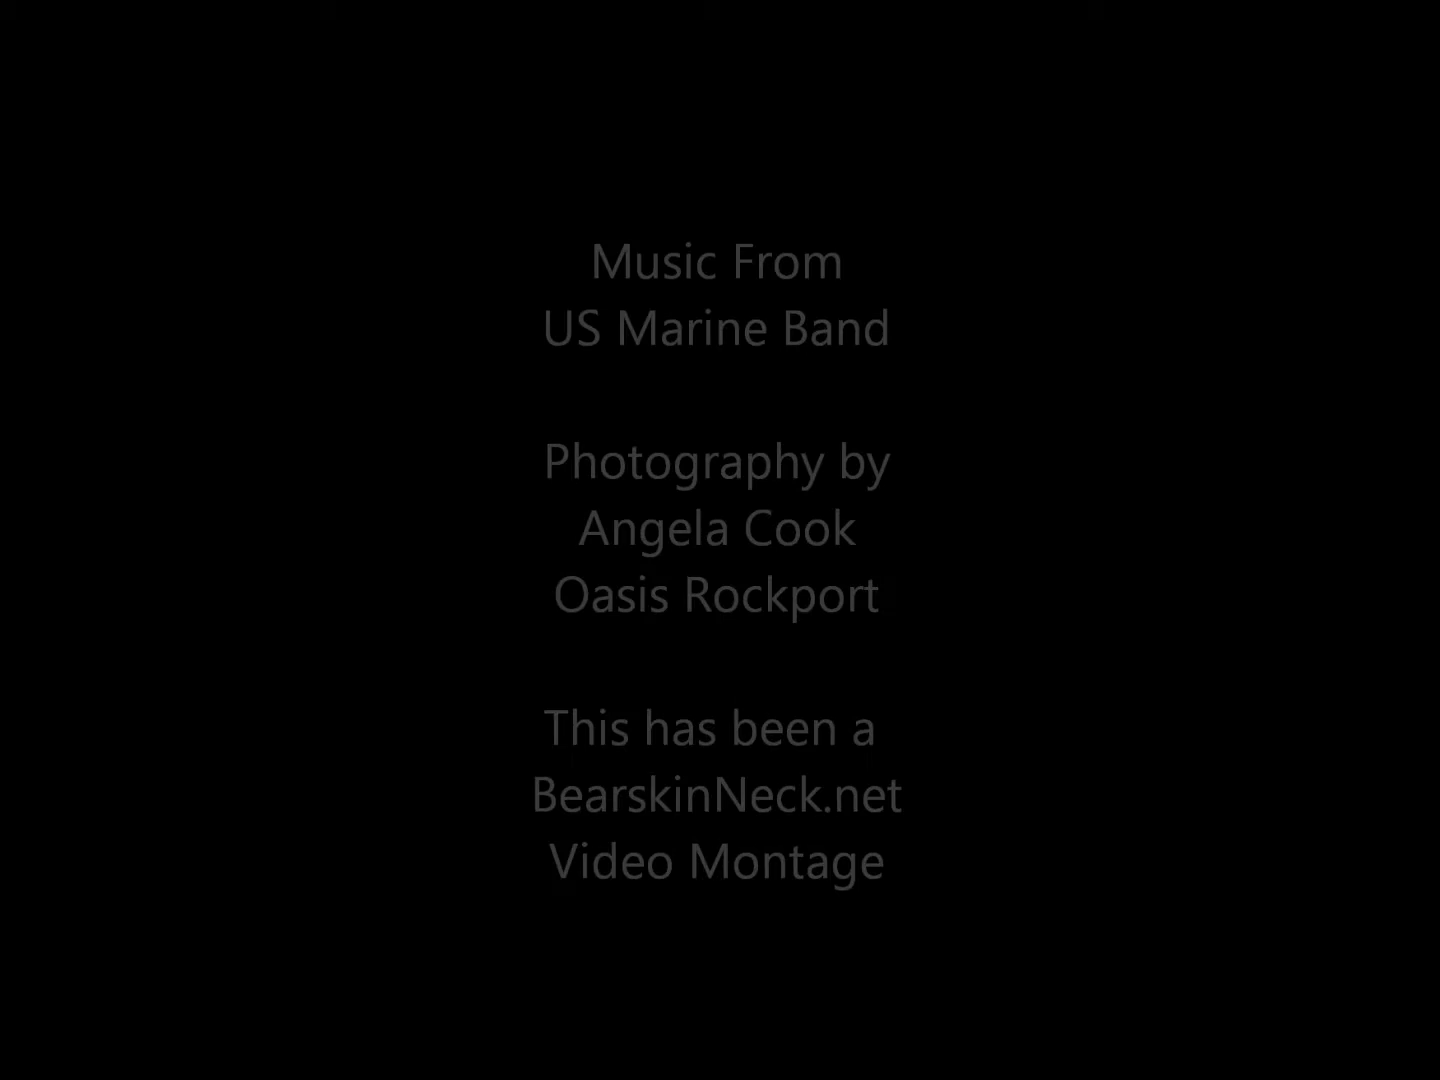 Music From
US Marine Band
Photography by
Angela Cook
Oasis Rockport
This has been a
BearskinNeck.net
Video Montage